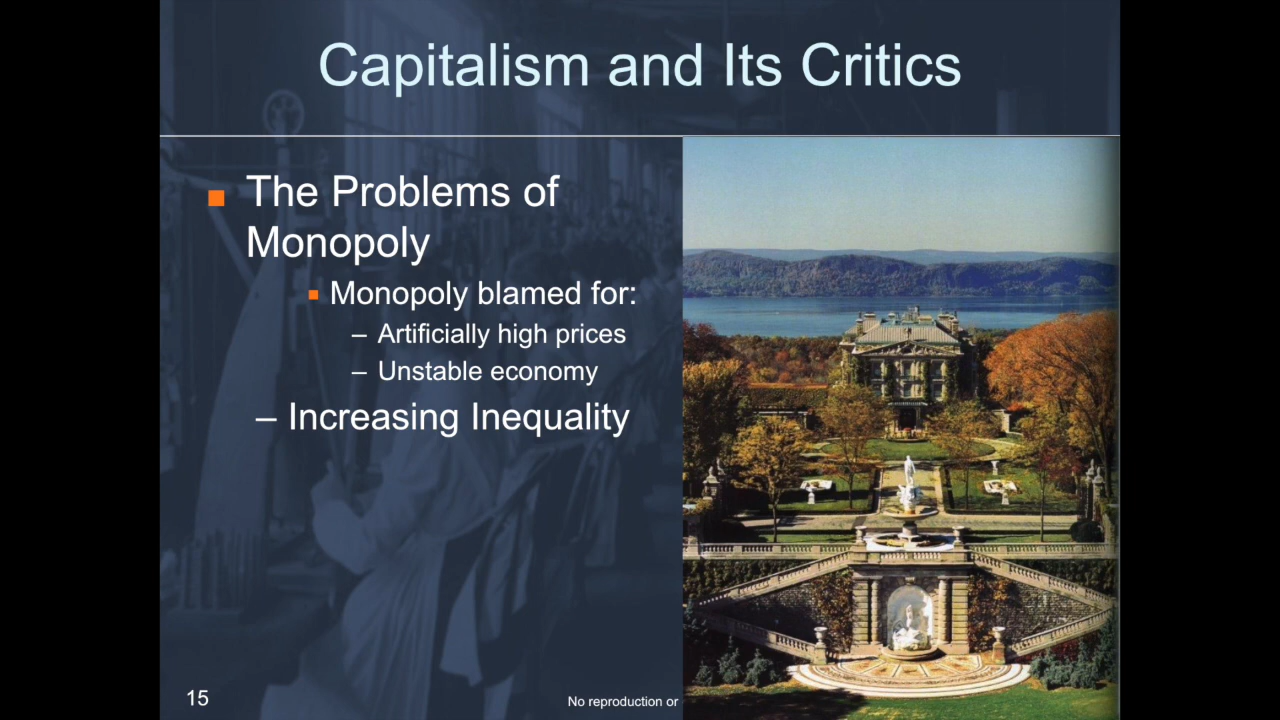 Capitalism and Its Critics
The Problems of
Monopoly
Monopoly blamed for:
– Artificially high prices
– Unstable economy
– Increasing Inequality
15
No reproduction or